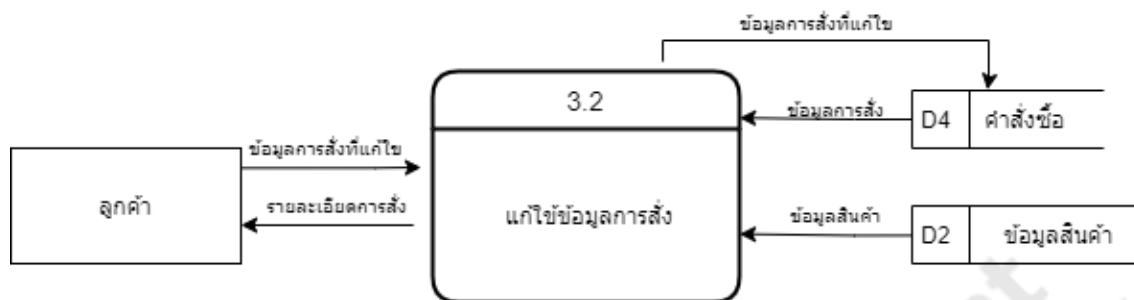 ข้อมูลการสั่งที่แก้ไข
3.2
ข้อมูลการสั่ง
D4
คำสั่งซื้อ
ข้อมูลการสั่งที่แก้ไข
ลูกค้า
รายละเอียดการสั่ง
แก้ใข้ข้อมูลการสั่ง
ข้อมูลสินค้า
D2
ข้อมูลสินค้า